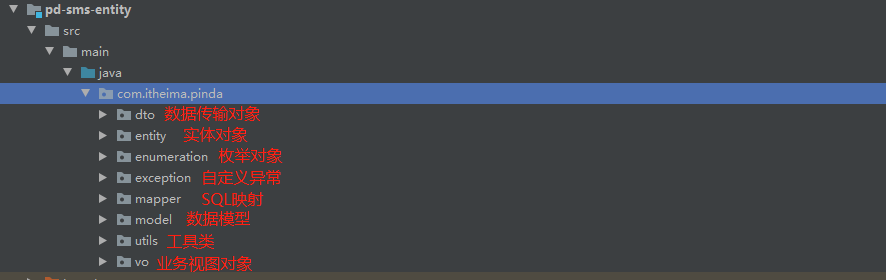 pd-sms-entity
src
main
java
com.itheima.pinda
dto 数据传输对象
entity 实体对象
enumeration 枚举对象
exception 自定义异常
mapper SQL映射
model 数据模型
utils 工具类
vo 业务视图对象